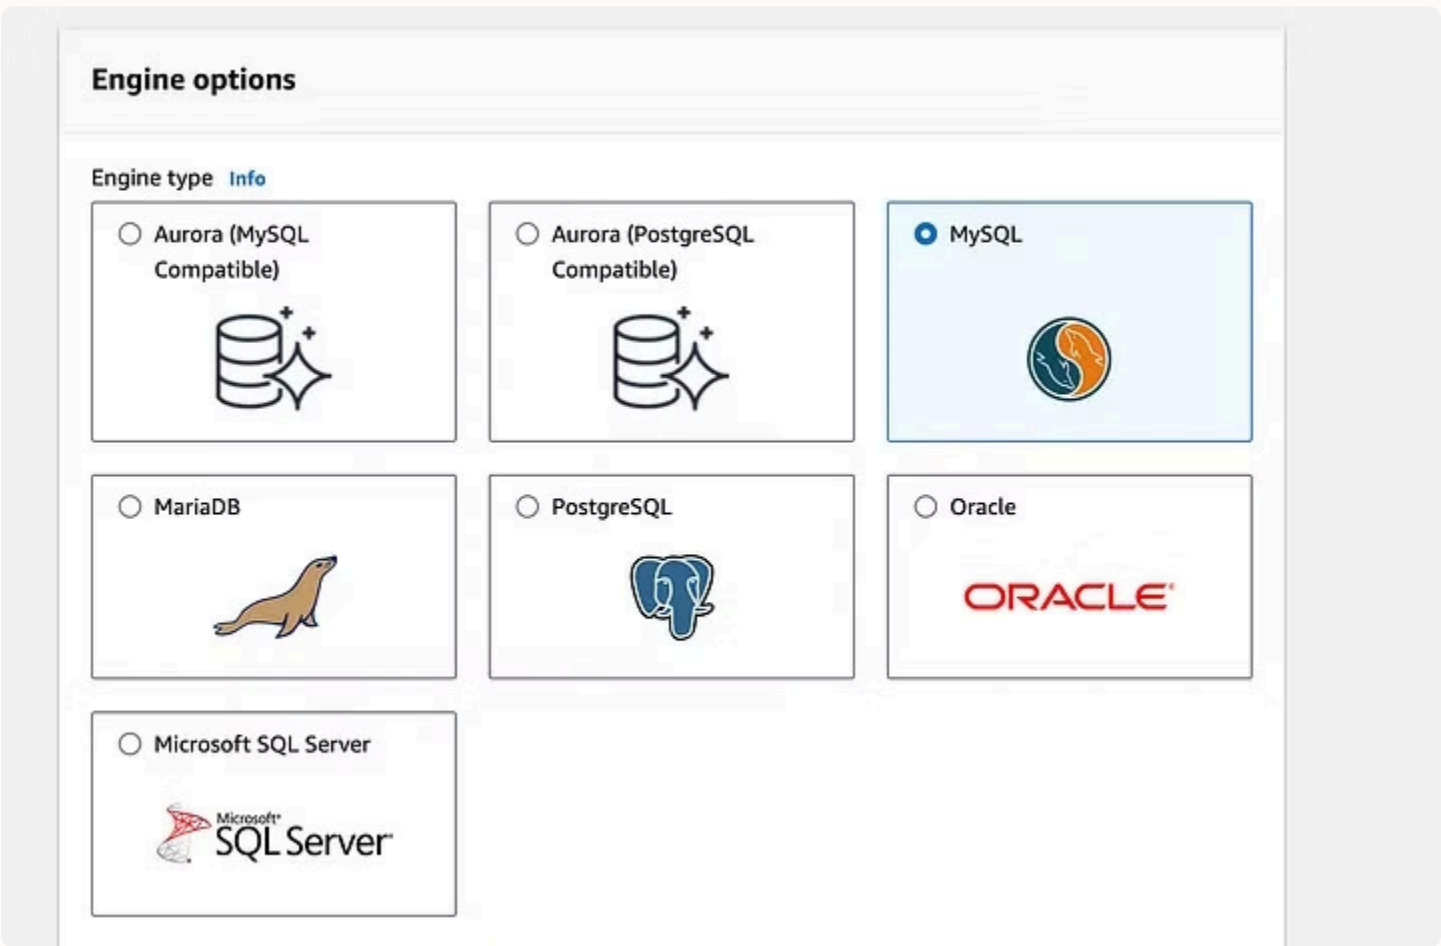 Engine options
Engine type Info
Aurora (MySQL
Compatible)
Aurora (PostgreSQL
Compatible)
MySQL
MariaDB
PostgreSQL
Oracle
ORACLE
Microsoft SQL Server
Microsoft
SQL Server